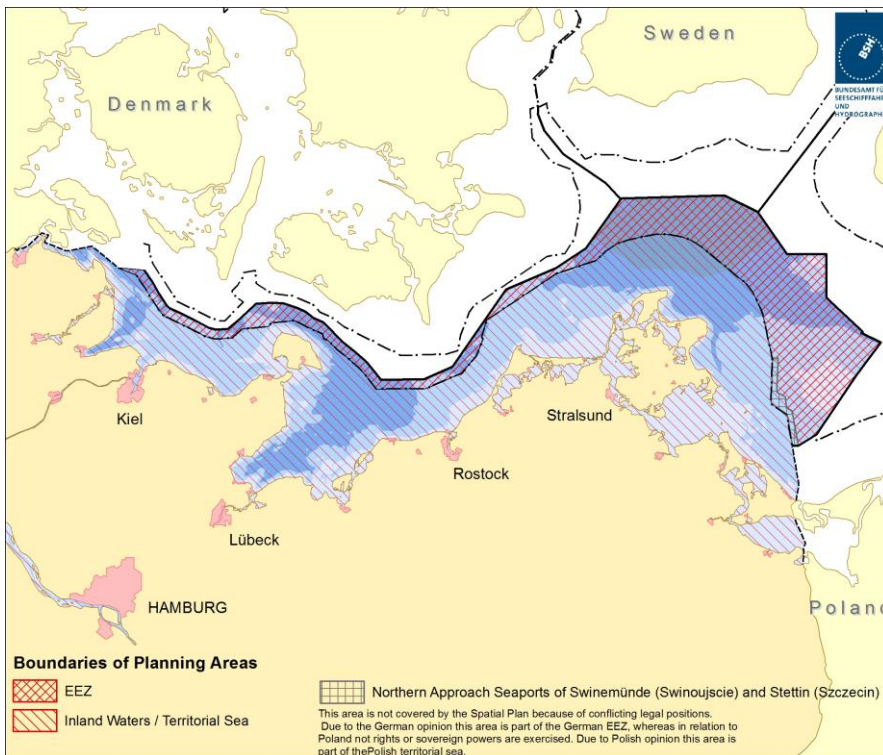 Sweden
Denmark
BSH
BUNDESAMT FÜR
SEESCHIFFFAHRT
UND
HYDROGRAPHIE
Kiel
Stralsund
Rostock
Lübeck
HAMBURG
Poland
Boundaries of Planning Areas
EEZ
Inland Waters / Territorial Sea
Northern Approach Seaports of Swinemünde (Swinoujscie) and Stettin (Szczecin)
This area is not covered by the Spatial Plan because of conflicting legal positions.
Due to the German opinion this area is part of the German EEZ, whereas in relation to
Poland not rights or sovereign powers are exercised. Due to Polish opinion this area is
part of thePolish territorial sea.